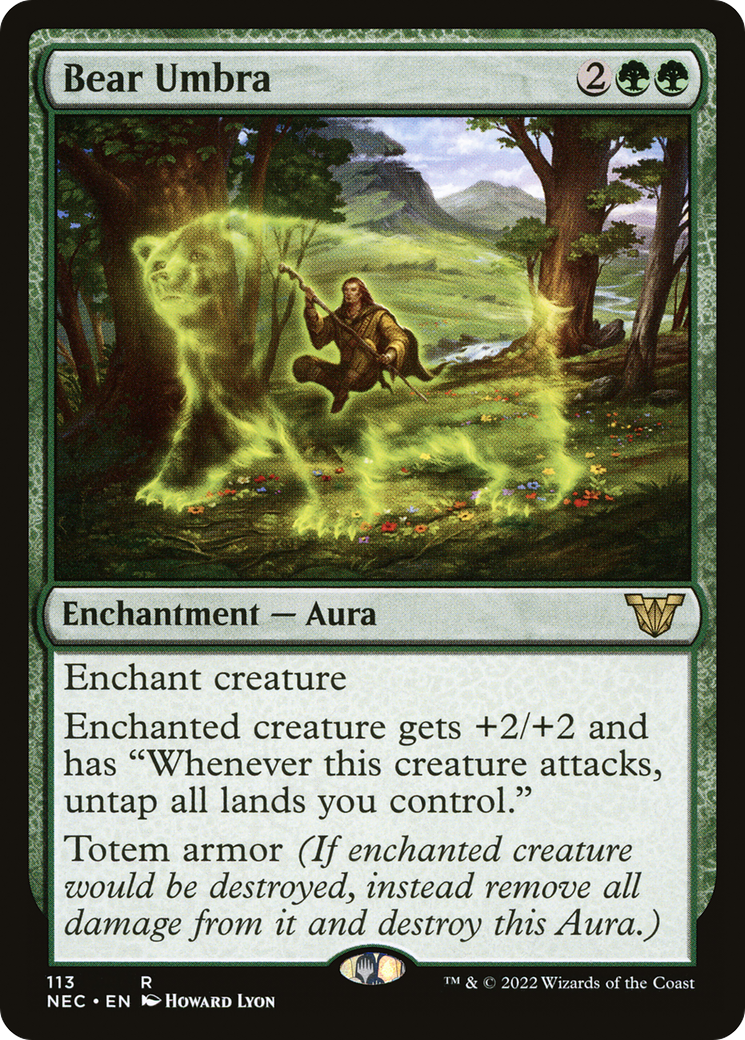 Bear Umbra 2
Enchantment — Aura
Enchant creature
Enchanted creature gets +2/+2 and
has “Whenever this creature attacks,
untap all lands you control.”
Totem armor (If enchanted creature
would be destroyed, instead remove all
damage from it and destroy this Aura.)
113 R
NEC • EN Howard Lyon
™ & © 2022 Wizards of the Coast